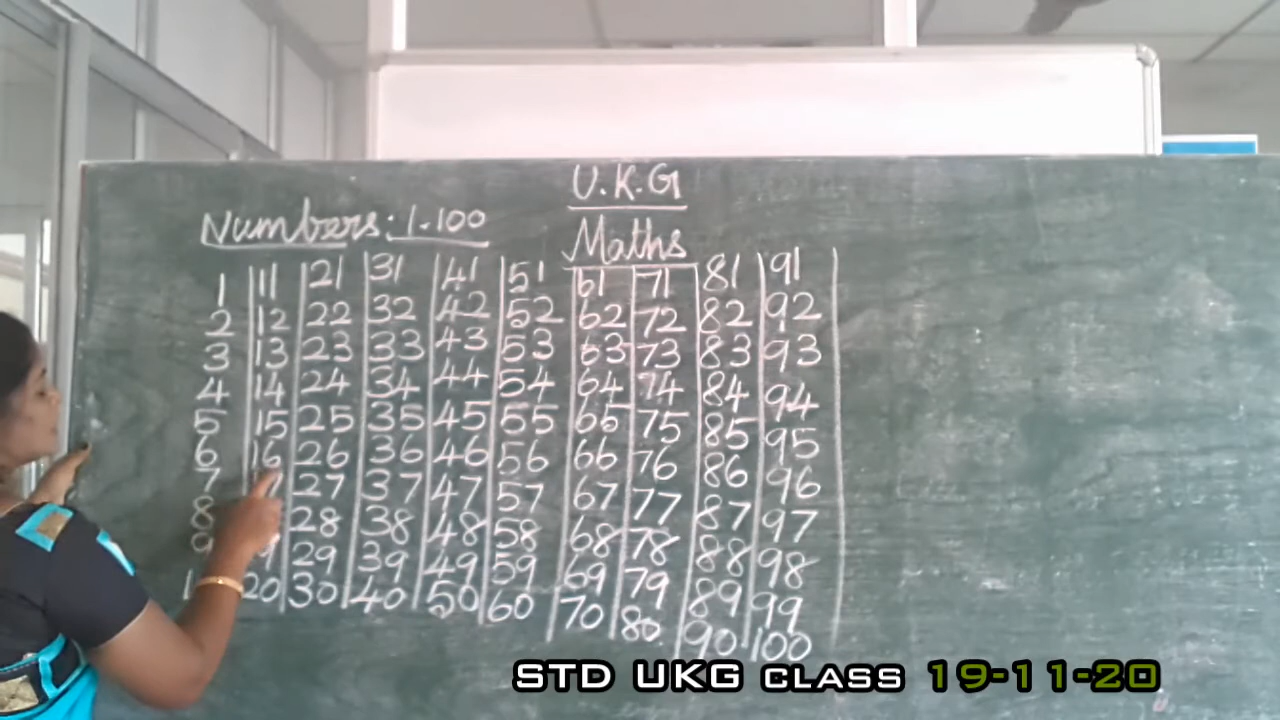 U.K.G
Numbers: 1-100
Maths
1 11 21 31 41 51 61 71 81 91
2 12 22 32 42 52 62 72 82 92
3 13 23 33 43 53 63 73 83 93
4 14 24 34 44 54 64 74 84 94
5 15 25 35 45 55 65 75 85 95
6 16 26 36 46 56 66 76 86 96
7 27 37 47 57 67 77 87 97
8 28 38 48 58 68 78 88 98
9 29 39 49 59 69 79 89 99
20 30 40 50 60 70 80 90 100
STD UKG CLASS 19-11-20